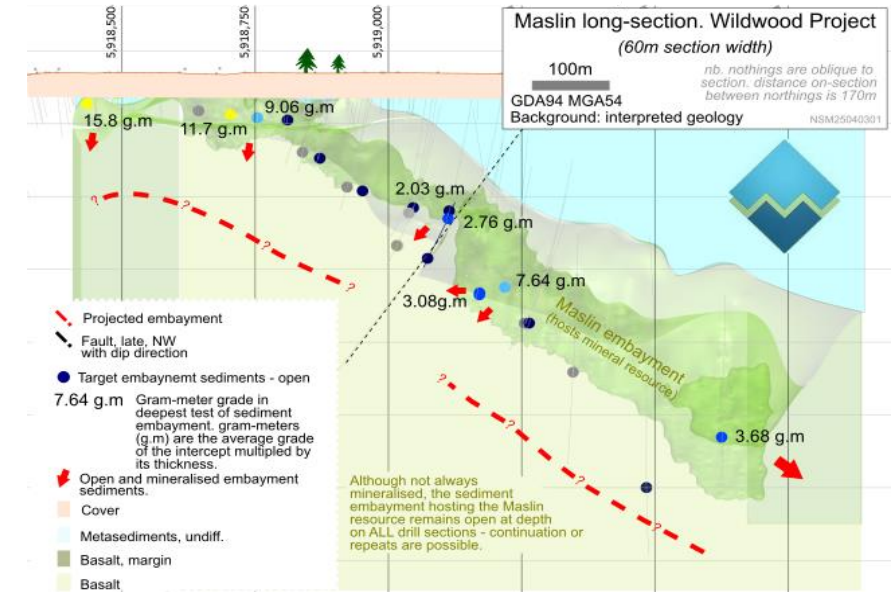 5,918,500
5,918,750
5,919,000
Maslin long-section. Wildwood Project
(60m section width)
100m
nb. nothings are oblique to
section. distance on-section
between northings is 170m
GDA94 MGA54
Background: interpreted geology
NSM25040301
15.8 g.m
11.7 g.m
9.06 g.m
2.03 g.m
2.76 g.m
7.64 g.m
3.08g.m
3.68 g.m
Maslin embayment
(hosts mineral resource)
?
?
?
?
?
?
?
?
Projected embayment
Fault, late, NW
with dip direction
Target embaynemt sediments - open
7.64 g.m
Gram-meter grade in
deepest test of sediment
embayment. gram-meters
(g.m) are the average grade
of the intercept multipled by
its thickness.
Open and mineralised embayment
sediments.
Cover
Metasediments, undiff.
Basalt, margin
Basalt
Although not always
mineralised, the sediment
embayment hosting the Maslin
resource remains open at depth
on ALL drill sections - continuation or
repeats are possible.